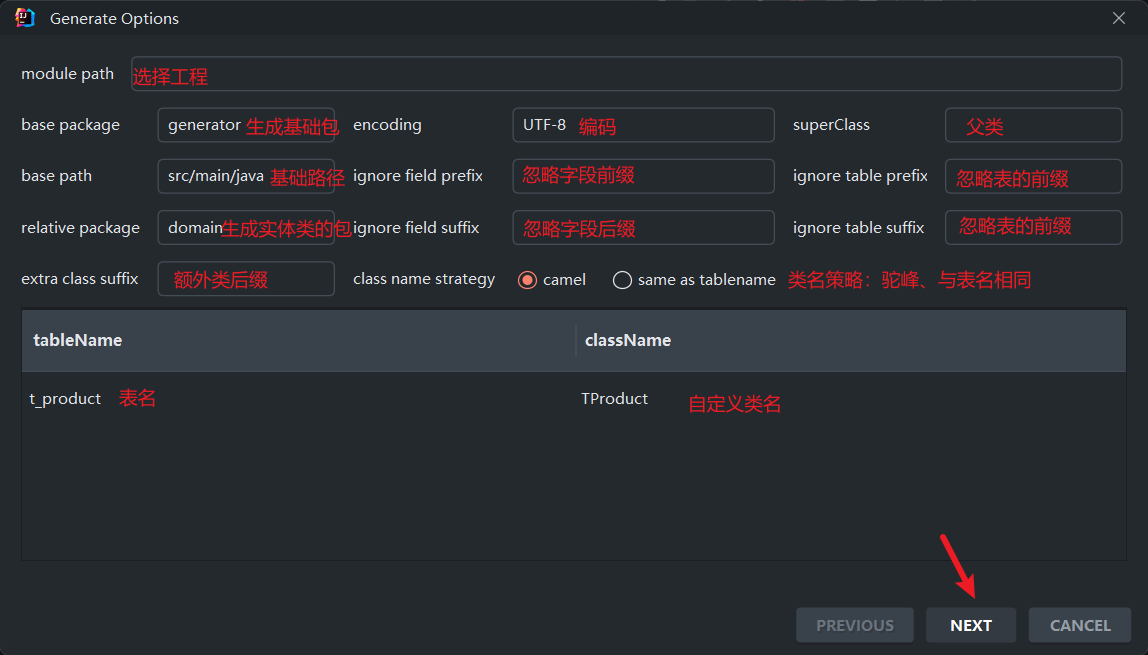 Generate Options
module path 选择工程
base package generator 生成基础包 encoding UTF-8 编码 superClass 父类
base path src/main/java 基础路径 ignore field prefix 忽略字段前缀 ignore table prefix 忽略表的前缀
relative package domain 生成实体类的包 ignore field suffix 忽略字段后缀 ignore table suffix 忽略表的前缀
extra class suffix 额外类后缀 class name strategy camel same as tablename 类名策略：驼峰、与表名相同
tableName className
t_product 表名 TProduct 自定义类名
PREVIOUS NEXT CANCEL